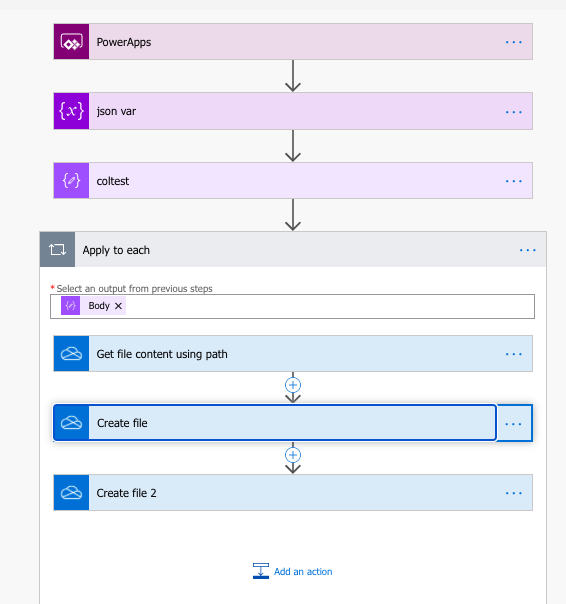 PowerApps
json var
coltest
Apply to each
* Select an output from previous steps
Body
Get file content using path
Create file
Create file 2
Add an action